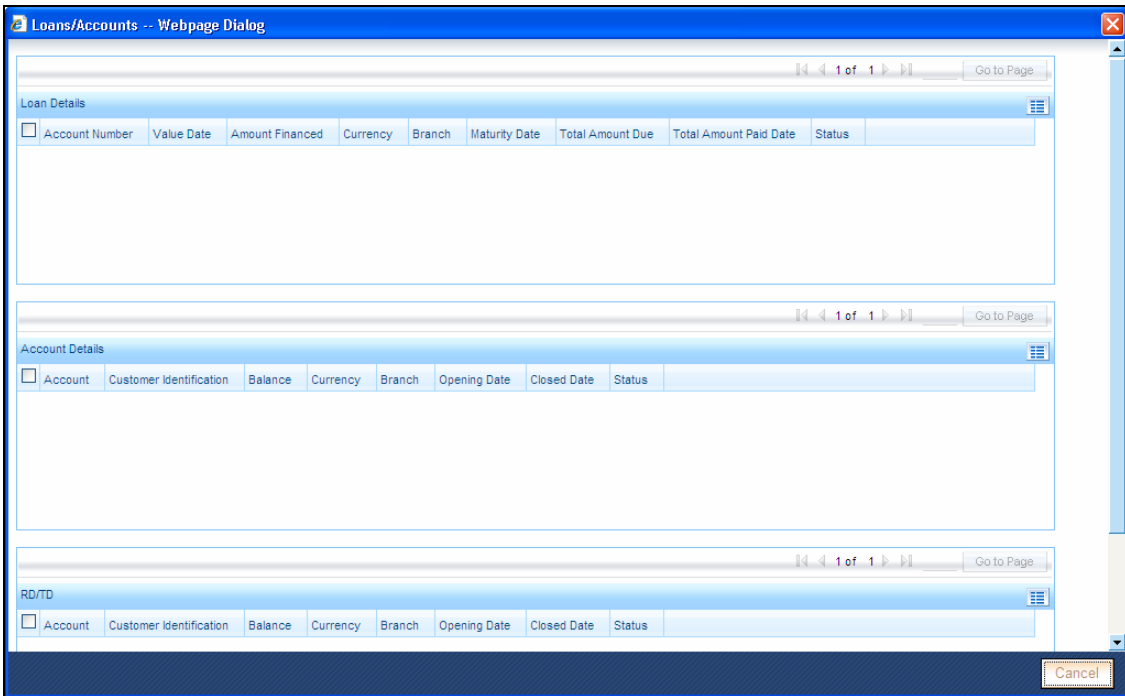 Loans/Accounts -- Webpage Dialog
1 of 1 Go to Page
Loan Details
Account Number Value Date Amount Financed Currency Branch Maturity Date Total Amount Due Total Amount Paid Date Status
1 of 1 Go to Page
Account Details
Account Customer Identification Balance Currency Branch Opening Date Closed Date Status
1 of 1 Go to Page
RD/TD
Account Customer Identification Balance Currency Branch Opening Date Closed Date Status
Cancel